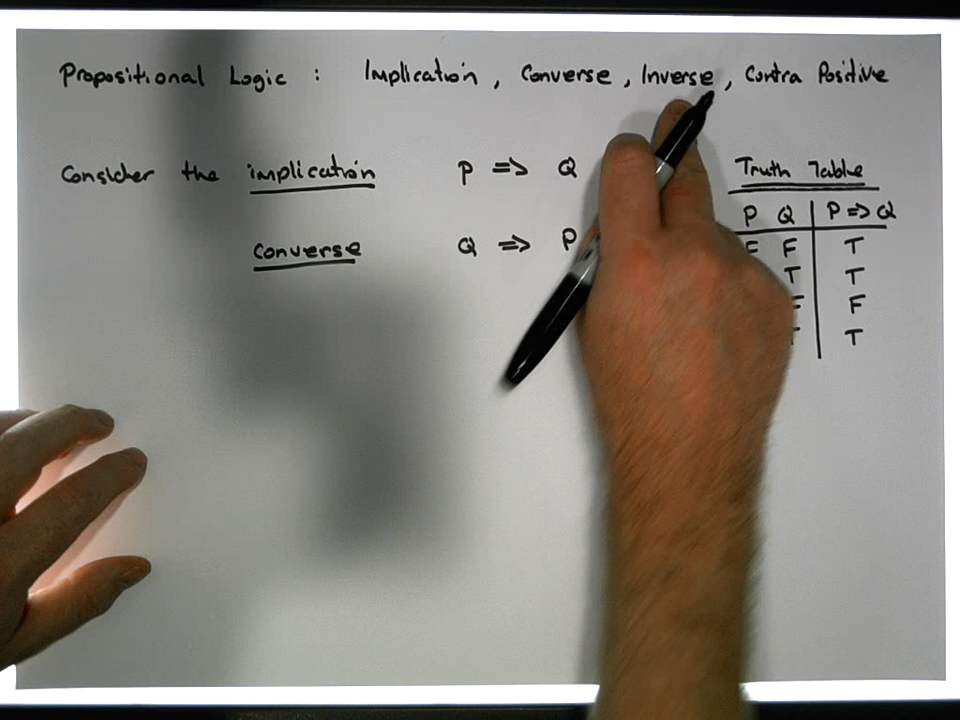 Propositional Logic : Implication , Converse , Inverse , Contra Positive
Consider the implication P => Q
Converse Q => P
Truth Table
P Q P => Q
F F T
T T
F F
T T